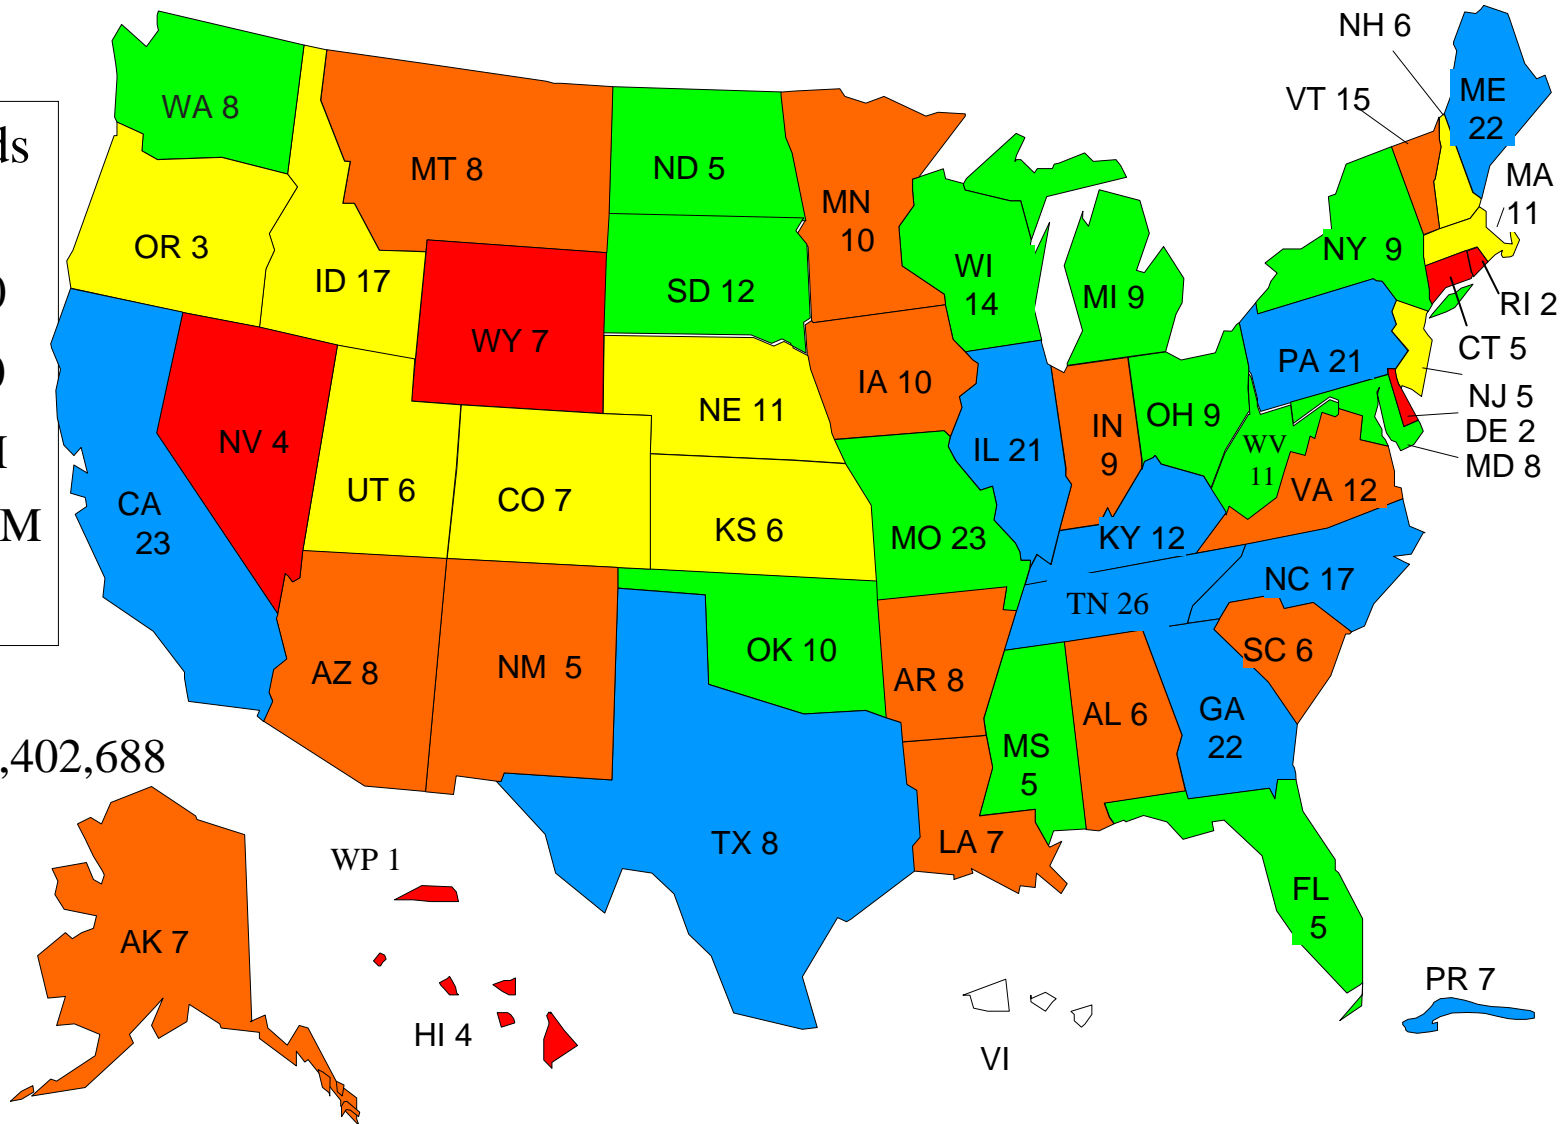 NH 6
ME
22
VT 15
WA 8
ds
MT 8
ND 5
MN
10
MA
11
OR 3
NY 9
ID 17
WI
14
SD 12
MI 9
RI 2
WY 7
CT 5
PA 21
IA 10
NJ 5
NE 11
OH 9
DE 2
IN
9
WV
11
MD 8
NV 4
IL 21
UT 6
CO 7
VA 12
CA
23
KS 6
MO 23
KY 12
M
NC 17
TN 26
OK 10
SC 6
AZ 8
NM 5
AR 8
AL 6
GA
22
,402,688
MS
5
TX 8
LA 7
WP 1
FL
5
AK 7
PR 7
HI 4
VI